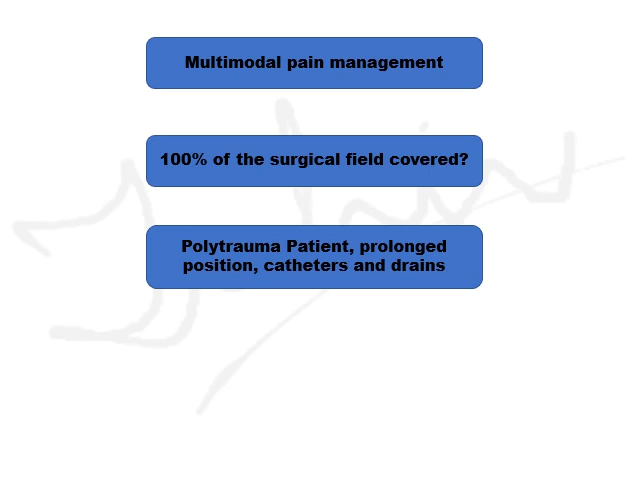 Multimodal pain management
100% of the surgical field covered?
Polytrauma Patient, prolonged
position, catheters and drains